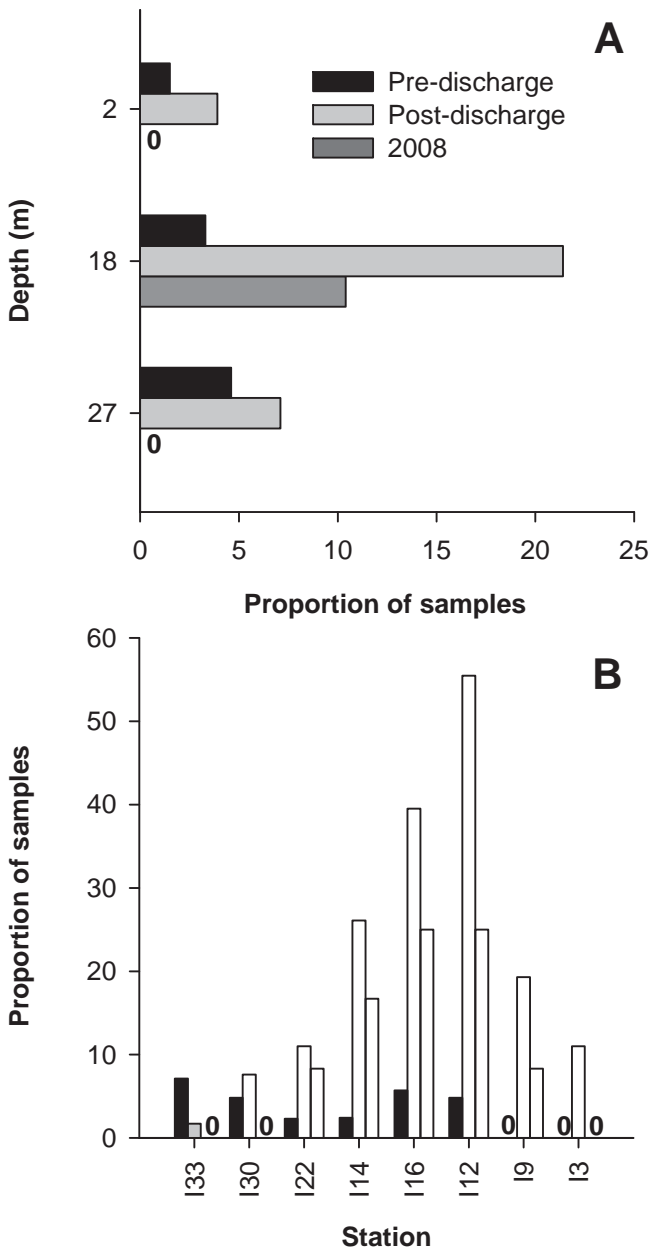 A
Pre-discharge
Post-discharge
2008
2
0
18
27
0
Depth (m)
0 5 10 15 20 25
Proportion of samples
B
60
50
40
30
20
10
0
Proportion of samples
0 0 0 0 0
I33 I30 I22 I14 I16 I12 I9 I3
Station